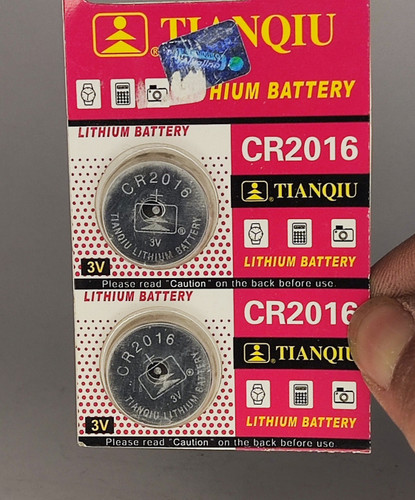 TIANQIU
HIUM BATTERY
LITHIUM BATTERY
CR2016
CR2016
TIANQIU LITHIUM BATTERY
3V
® TIANQIU
3V
LITHIUM BATTERY
Please read "Caution" on the back before use.
LITHIUM BATTERY
CR2016
CR2016
TIANQIU LITHIUM BATTERY
3V
® TIANQIU
3V
LITHIUM BATTERY
Please read "Caution" on the back before use.